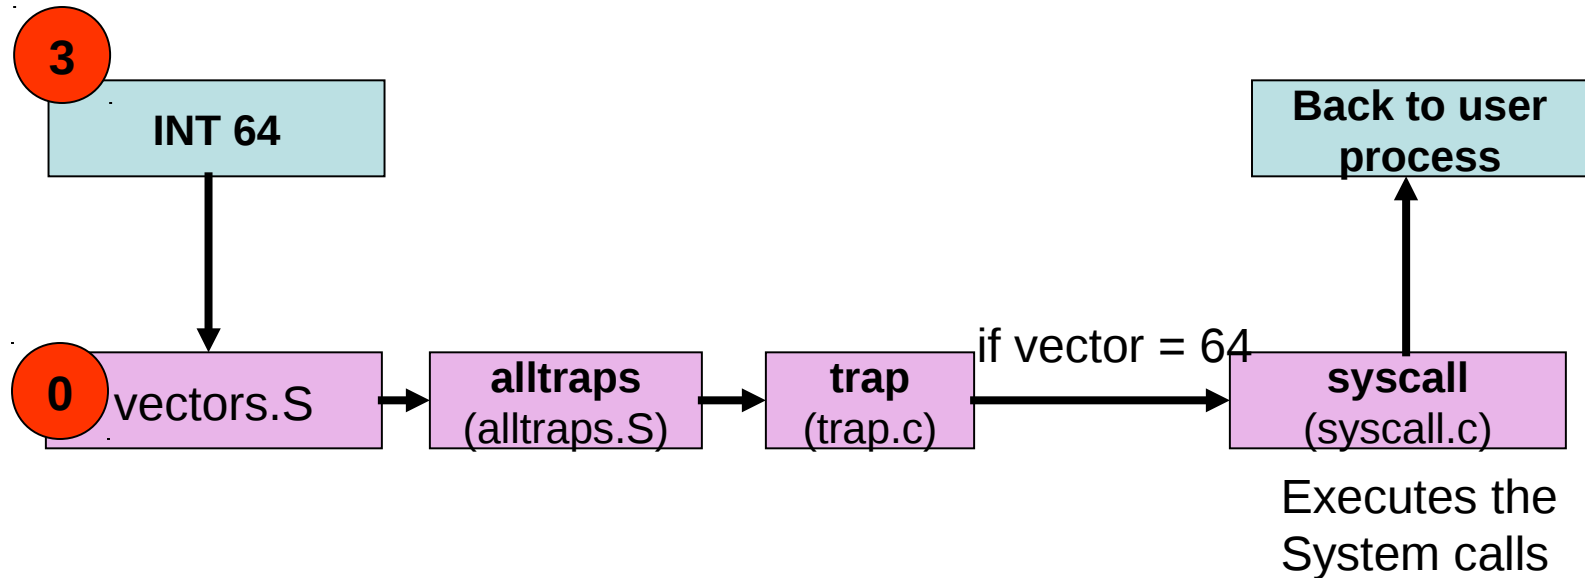 3
INT 64
Back to user
process
if vector = 64
0
vectors.S
alltraps
(alltraps.S)
trap
(trap.c)
syscall
(syscall.c)
Executes the
System calls